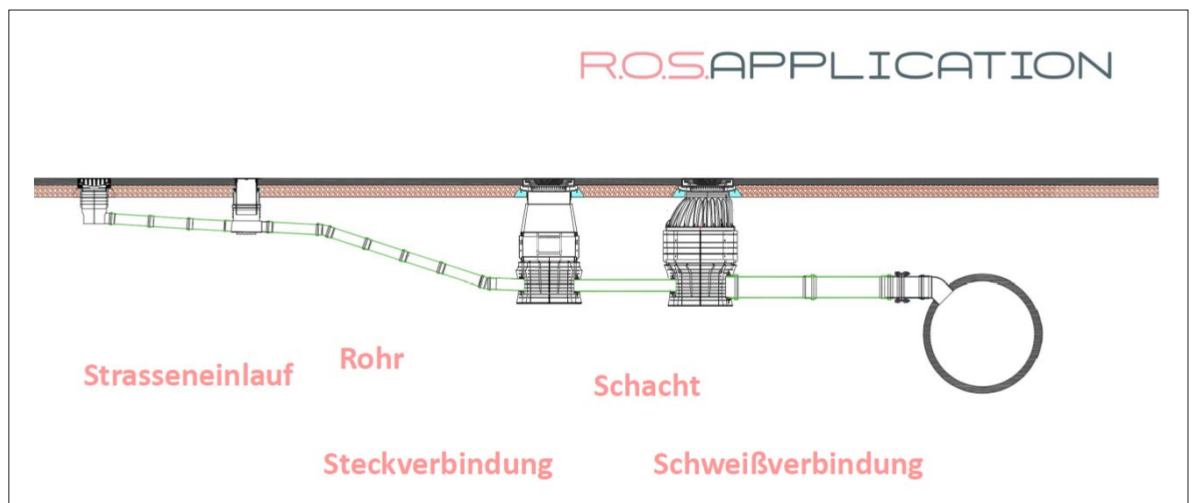 R.O.S.APPLICATION
Strasseneinlauf
Rohr
Schacht
Steckverbindung
Schweißverbindung